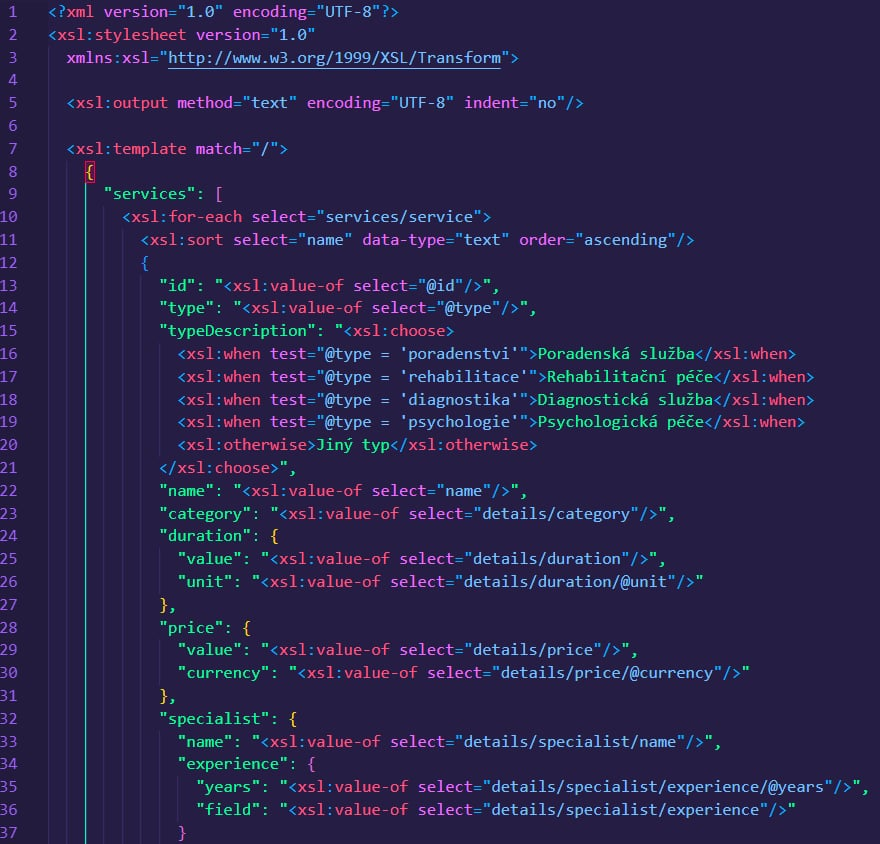 1 <?xml version="1.0" encoding="UTF-8"?>
2 <xsl:stylesheet version="1.0"
3 xmlns:xsl="http://www.w3.org/1999/XSL/Transform">
4
5 <xsl:output method="text" encoding="UTF-8" indent="no"/>
6
7 <xsl:template match="/">
8 {
9 "services": [
10 <xsl:for-each select="services/service">
11 <xsl:sort select="name" data-type="text" order="ascending"/>
12 {
13 "id": "<xsl:value-of select="@id"/>",
14 "type": "<xsl:value-of select="@type"/>",
15 "typeDescription": "<xsl:choose>
16 <xsl:when test="@type = 'poradenstvi'">Poradenská služba</xsl:when>
17 <xsl:when test="@type = 'rehabilitace'">Rehabilitační péče</xsl:when>
18 <xsl:when test="@type = 'diagnostika'">Diagnostická služba</xsl:when>
19 <xsl:when test="@type = 'psychologie'">Psychologická péče</xsl:when>
20 <xsl:otherwise>Jiný typ</xsl:otherwise>
21 </xsl:choose>",
22 "name": "<xsl:value-of select="name"/>",
23 "category": "<xsl:value-of select="details/category"/>",
24 "duration": {
25 "value": "<xsl:value-of select="details/duration"/>",
26 "unit": "<xsl:value-of select="details/duration/@unit"/>"
27 },
28 "price": {
29 "value": "<xsl:value-of select="details/price"/>",
30 "currency": "<xsl:value-of select="details/price/@currency"/>"
31 },
32 "specialist": {
33 "name": "<xsl:value-of select="details/specialist/name"/>",
34 "experience": {
35 "years": "<xsl:value-of select="details/specialist/experience/@years"/>",
36 "field": "<xsl:value-of select="details/specialist/experience"/>"
37 }